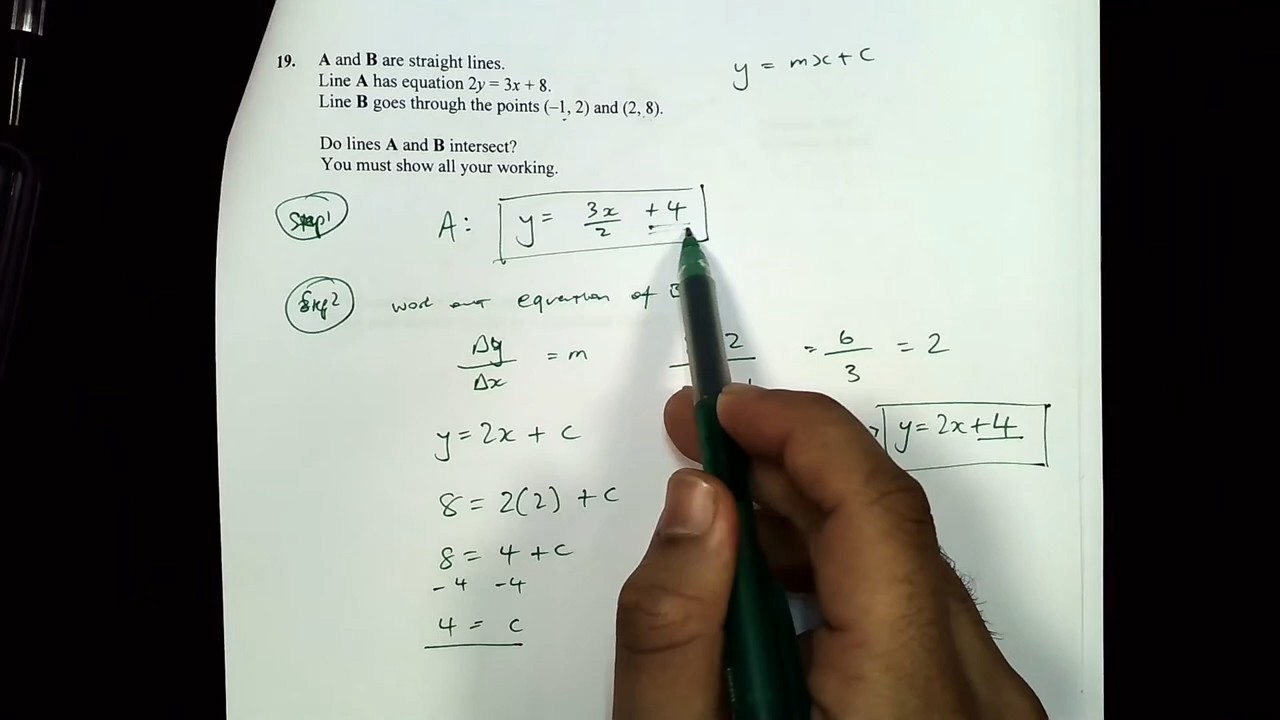 19. A and B are straight lines.
Line A has equation 2y = 3x + 8.
Line B goes through the points (−1, 2) and (2, 8).
y = mx + c
Do lines A and B intersect?
You must show all your working.
Step 1
A: y = 3x/2 + 4
Step 2 work out equation of B
Δy/Δx = m 2 = 6/3 = 2
y = 2x + c
y = 2x + 4
8 = 2(2) + c
8 = 4 + c
- 4 - 4
4 = c